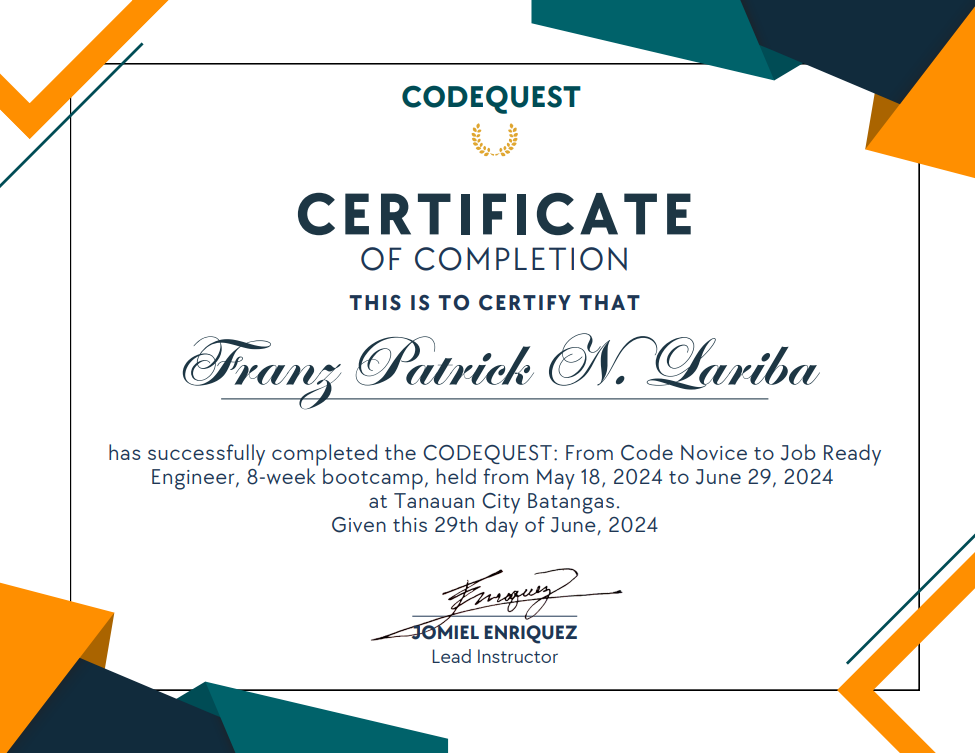 CODEQUEST
CERTIFICATE
OF COMPLETION
THIS IS TO CERTIFY THAT
Franz Patrick N. Lariba
has successfully completed the CODEQUEST: From Code Novice to Job Ready
Engineer, 8-week bootcamp, held from May 18, 2024 to June 29, 2024
at Tanauan City Batangas.
Given this 29th day of June, 2024
Enriquez
JOMIEL ENRIQUEZ
Lead Instructor